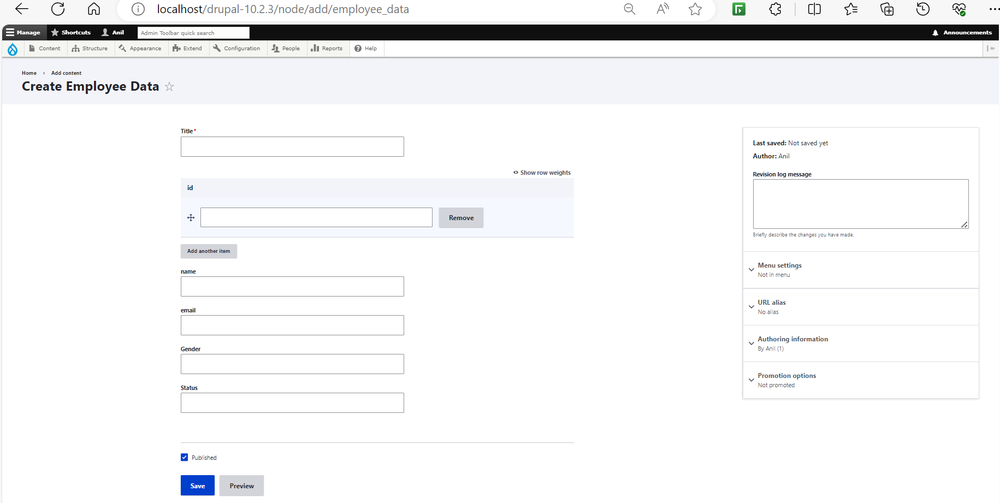 localhost/drupal-10.2.3/node/add/employee_data
Manage Shortcuts Anil Admin Toolbar quick search Announcements
Content Structure Appearance Extend Configuration People Reports Help
Home › Add content
Create Employee Data
Title*
Show row weights
id
Remove
Add another item
name
email
Gender
Status
Published
Save Preview
Last saved: Not saved yet
Author: Anil
Revision log message
Briefly describe the changes you have made.
Menu settings
Not in menu
URL alias
No alias
Authoring information
By Anil (1)
Promotion options
Not promoted